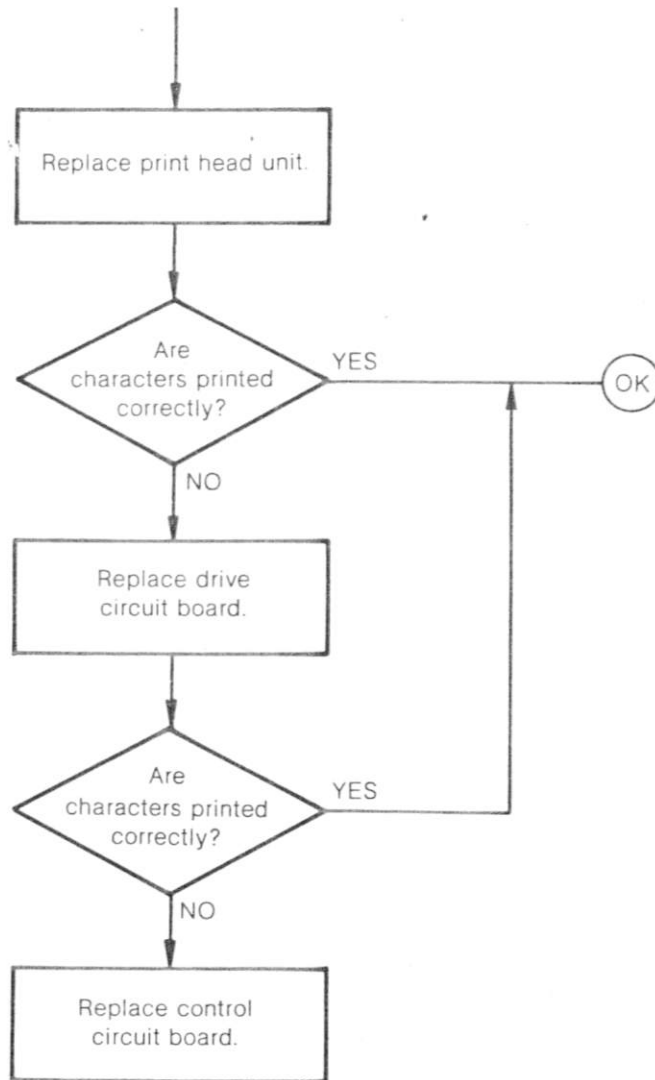 Replace print head unit.
Are
characters printed
correctly?
YES
OK
NO
Replace drive
circuit board.
Are
characters printed
correctly?
YES
NO
Replace control
circuit board.